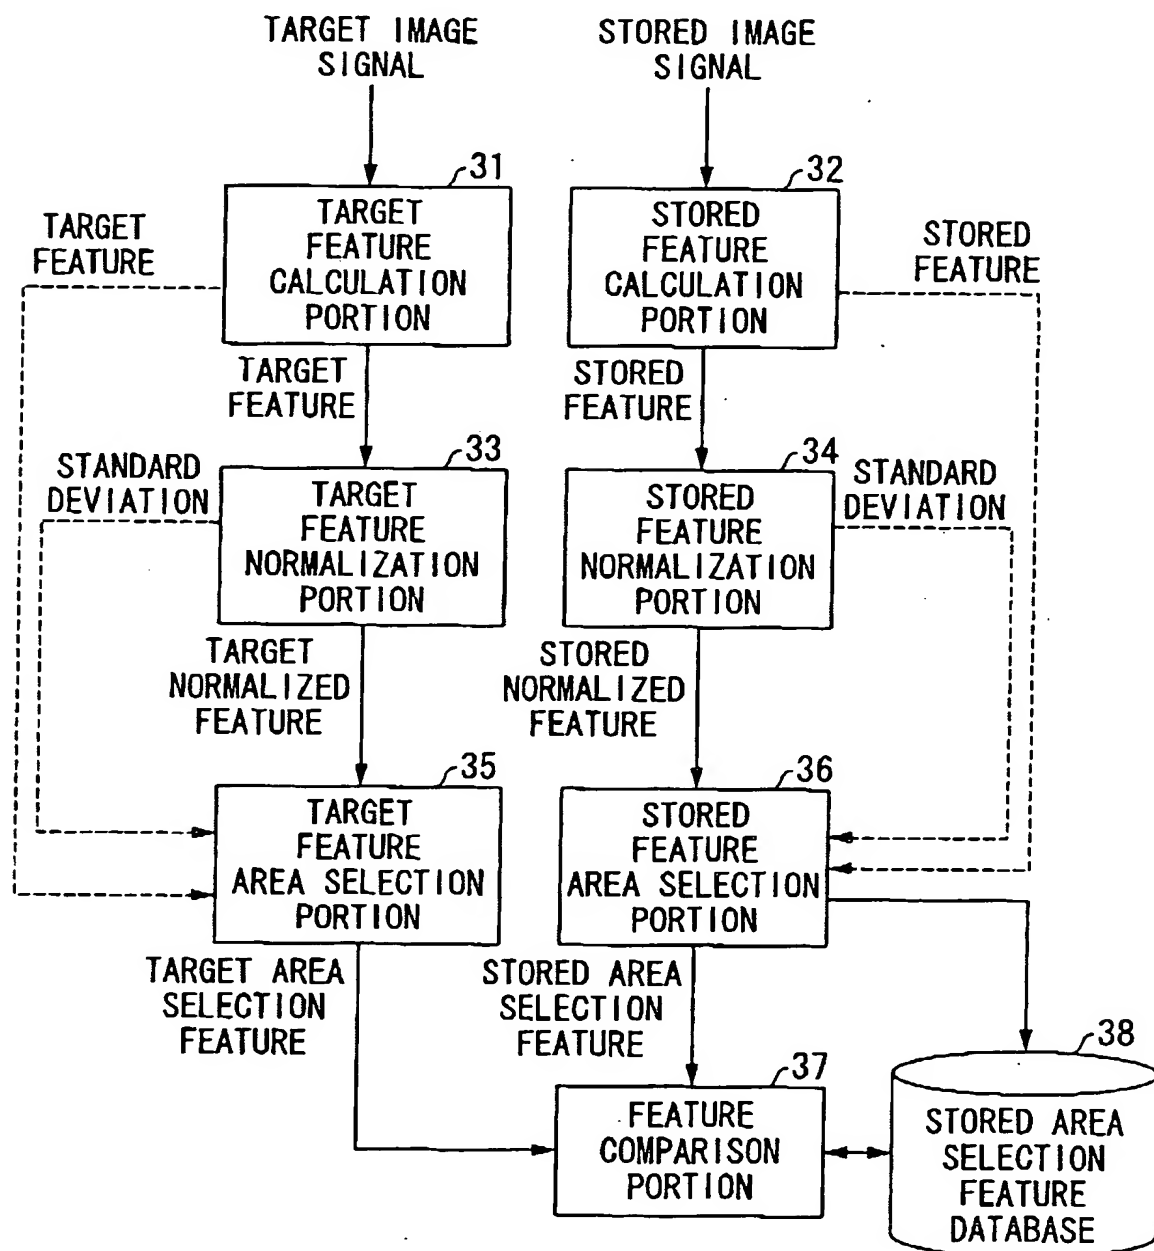 TARGET IMAGE
SIGNAL
STORED IMAGE
SIGNAL
31
TARGET
FEATURE
CALCULATION
PORTION
32
STORED
FEATURE
CALCULATION
PORTION
TARGET
FEATURE
STORED
FEATURE
TARGET
FEATURE
STORED
FEATURE
STANDARD
DEVIATION
33
TARGET
FEATURE
NORMALIZATION
PORTION
34
STORED
FEATURE
NORMALIZATION
PORTION
STANDARD
DEVIATION
TARGET
NORMALIZED
FEATURE
STORED
NORMALIZED
FEATURE
35
TARGET
FEATURE
AREA SELECTION
PORTION
36
STORED
FEATURE
AREA SELECTION
PORTION
TARGET AREA
SELECTION
FEATURE
STORED AREA
SELECTION
FEATURE
37
FEATURE
COMPARISON
PORTION
38
STORED AREA
SELECTION
FEATURE
DATABASE